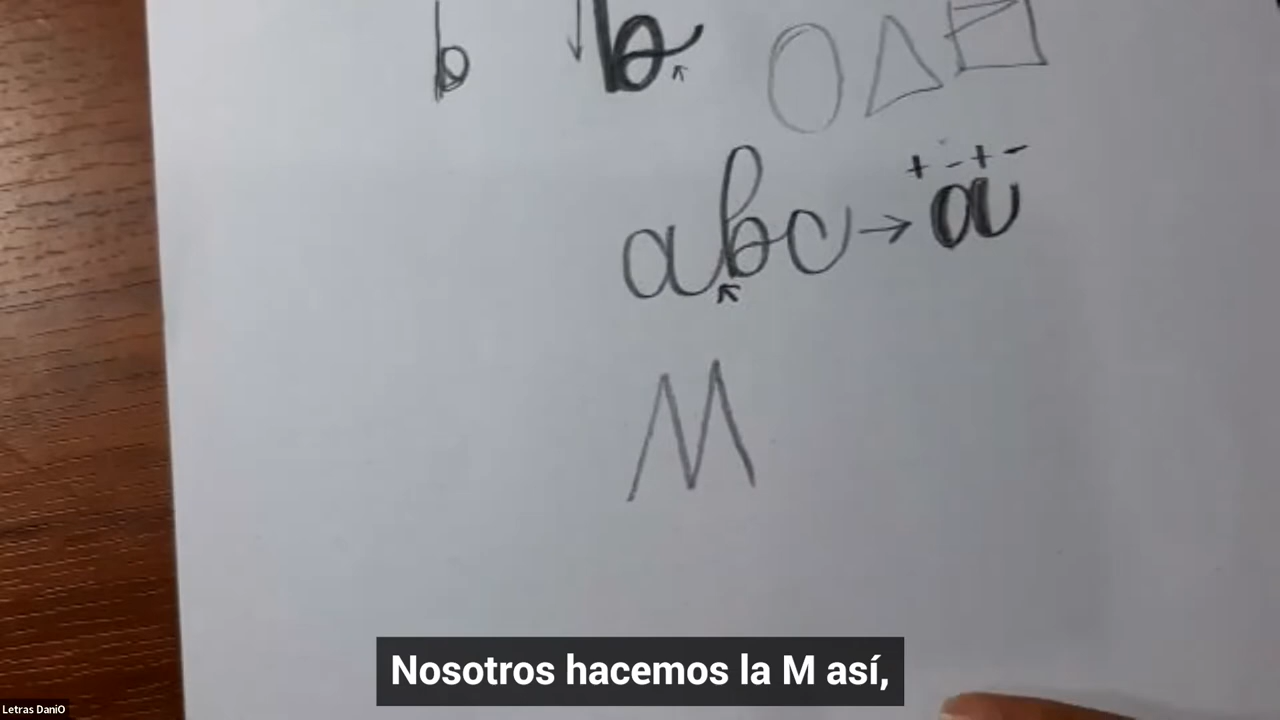 b b
abc → a
M
Nosotros hacemos la M así,
Letras DaniO